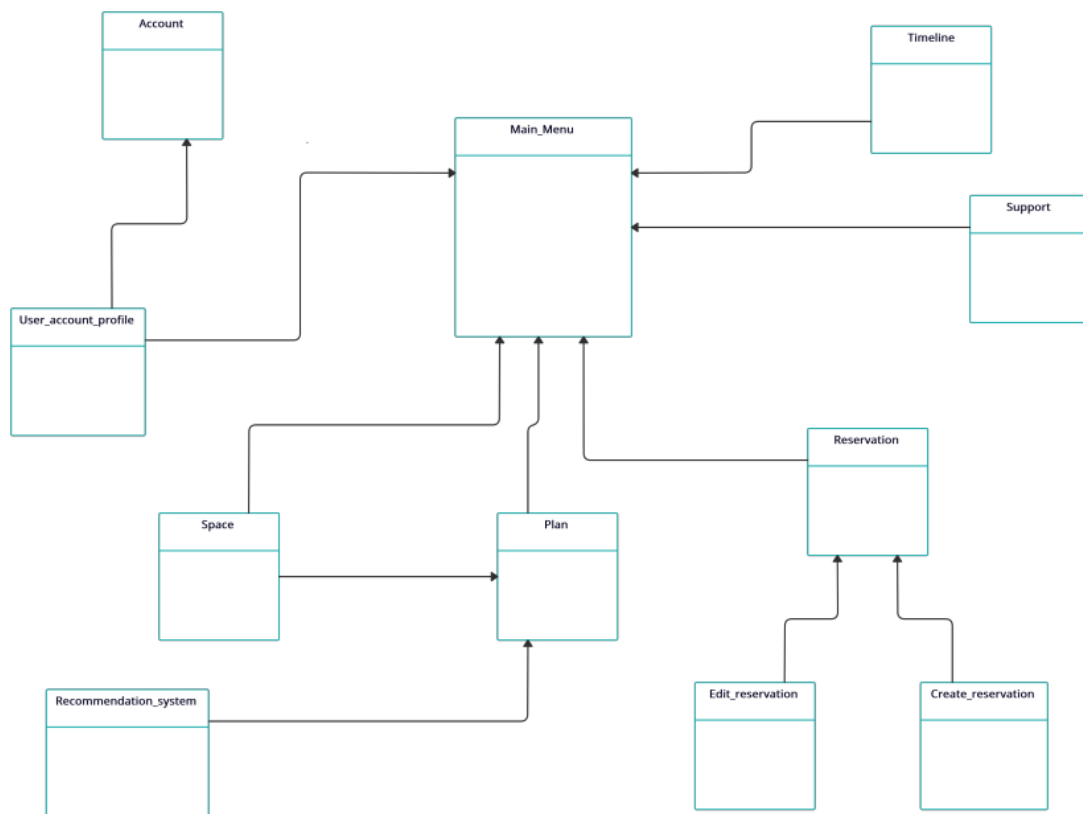 Account
Timeline
Main_Menu
Support
User_account_profile
Reservation
Space
Plan
Recommendation_system
Edit_reservation
Create_reservation